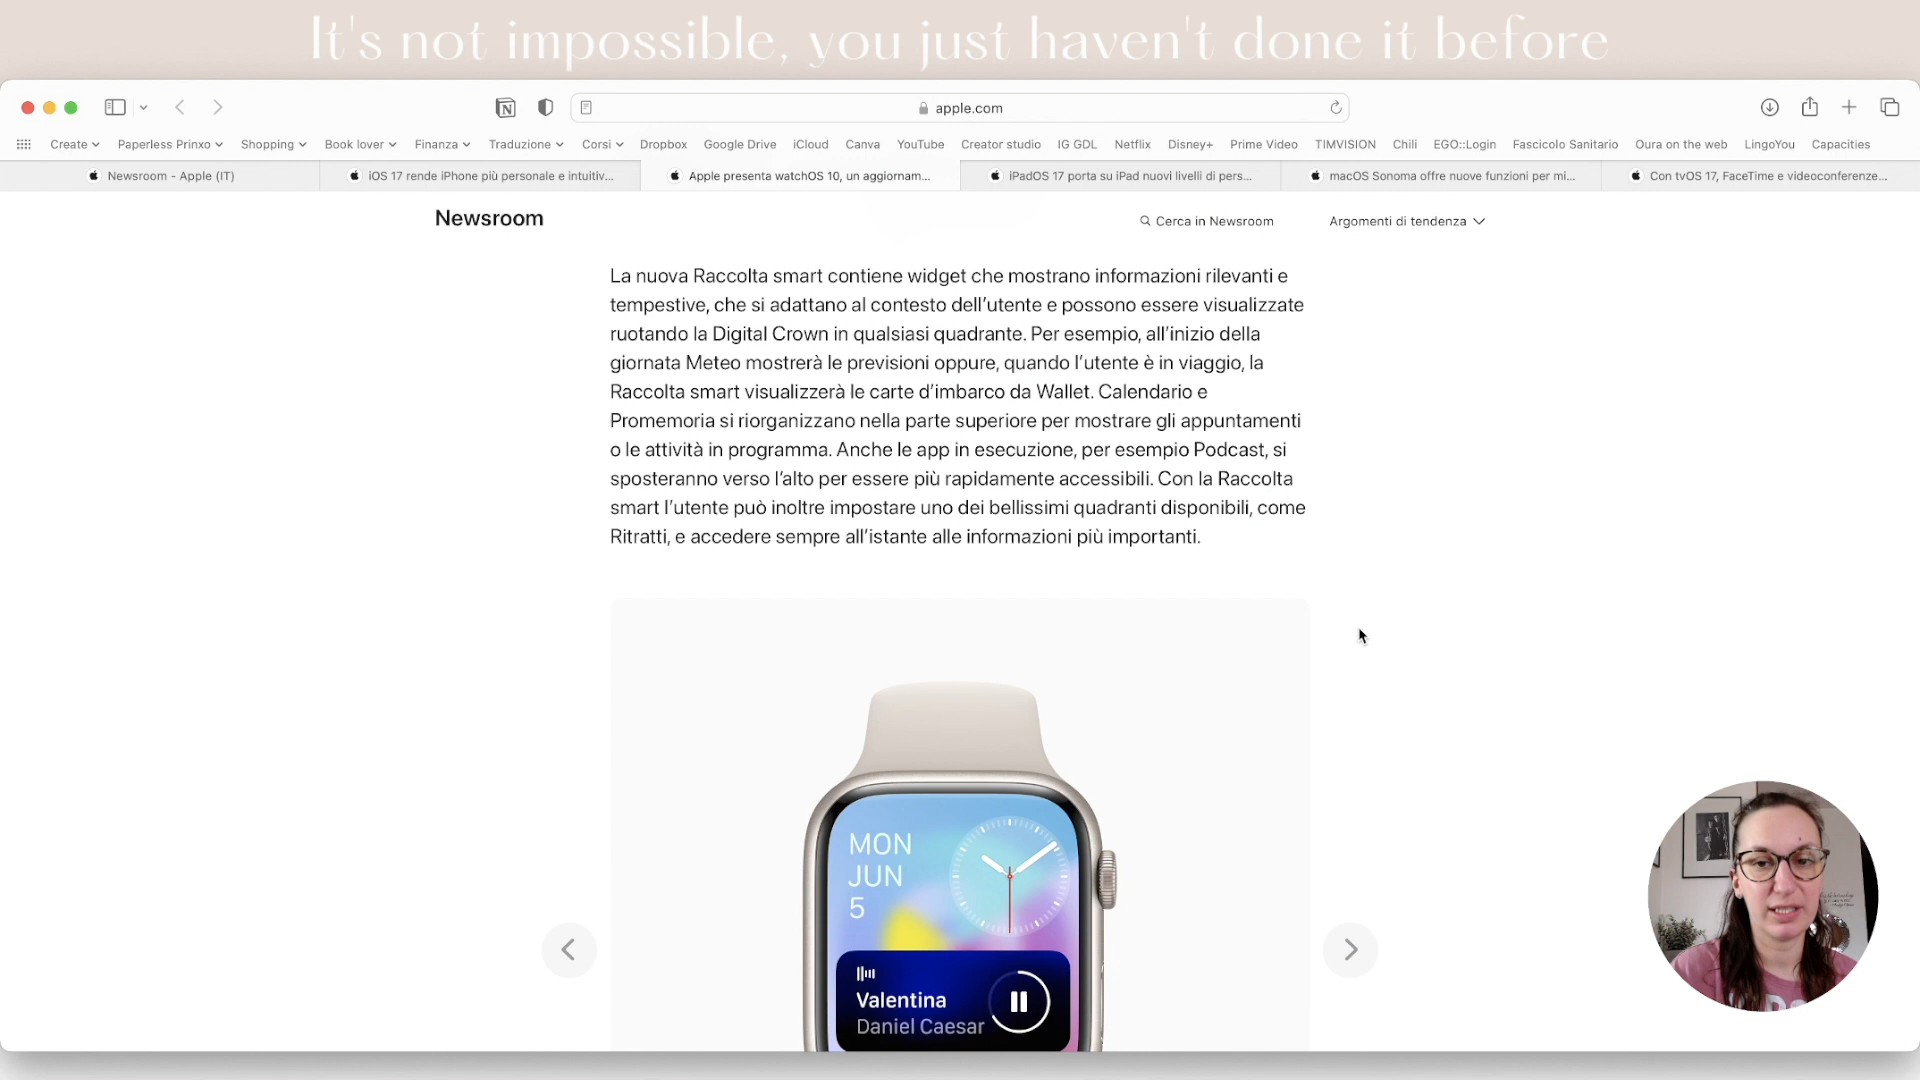 It's not impossible, you just haven't done it before
apple.com
Create Paperless Prinxo Shopping Book lover Finanza Traduzione Corsi Dropbox Google Drive iCloud Canva YouTube Creator studio IG GDL Netflix Disney+ Prime Video TIMVISION Chili EGO::Login Fascicolo Sanitario Oura on the web LingoYou Capacities
Newsroom - Apple (IT) iOS 17 rende iPhone più personale e intuitiv... Apple presenta watchOS 10, un aggiornam... iPadOS 17 porta su iPad nuovi livelli di pers... macOS Sonoma offre nuove funzioni per mi... Con tvOS 17, FaceTime e videoconferenze...
Newsroom Cerca in Newsroom Argomenti di tendenza
La nuova Raccolta smart contiene widget che mostrano informazioni rilevanti e
tempestive, che si adattano al contesto dell'utente e possono essere visualizzate
ruotando la Digital Crown in qualsiasi quadrante. Per esempio, all'inizio della
giornata Meteo mostrerà le previsioni oppure, quando l'utente è in viaggio, la
Raccolta smart visualizzerà le carte d'imbarco da Wallet. Calendario e
Promemoria si riorganizzano nella parte superiore per mostrare gli appuntamenti
o le attività in programma. Anche le app in esecuzione, per esempio Podcast, si
sposteranno verso l'alto per essere più rapidamente accessibili. Con la Raccolta
smart l'utente può inoltre impostare uno dei bellissimi quadranti disponibili, come
Ritratti, e accedere sempre all'istante alle informazioni più importanti.
MON
JUN
5
Valentina
Daniel Caesar